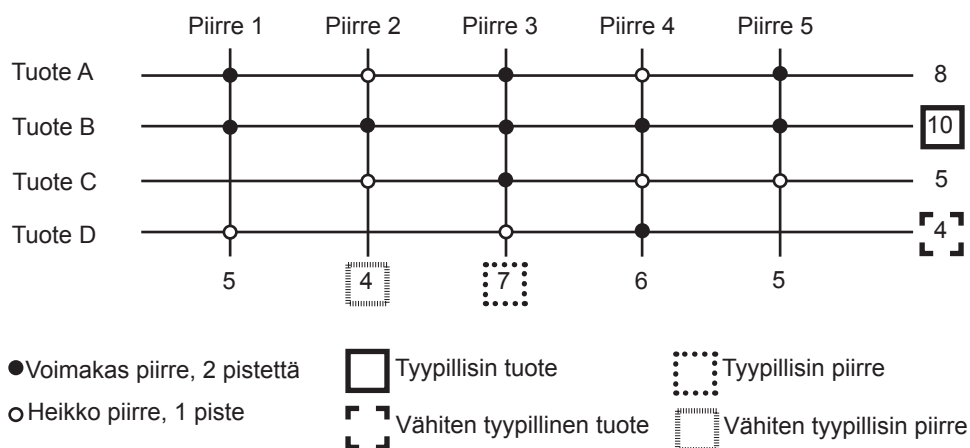 Piirre 1 Piirre 2 Piirre 3 Piirre 4 Piirre 5
Tuote A 8
Tuote B 10
Tuote C 5
Tuote D 4
5 4 7 6 5
Voimakas piirre, 2 pistettä
Heikko piirre, 1 piste
Tyypillisin tuote
Vähiten tyypillinen tuote
Tyypillisin piirre
Vähiten tyypillisin piirre